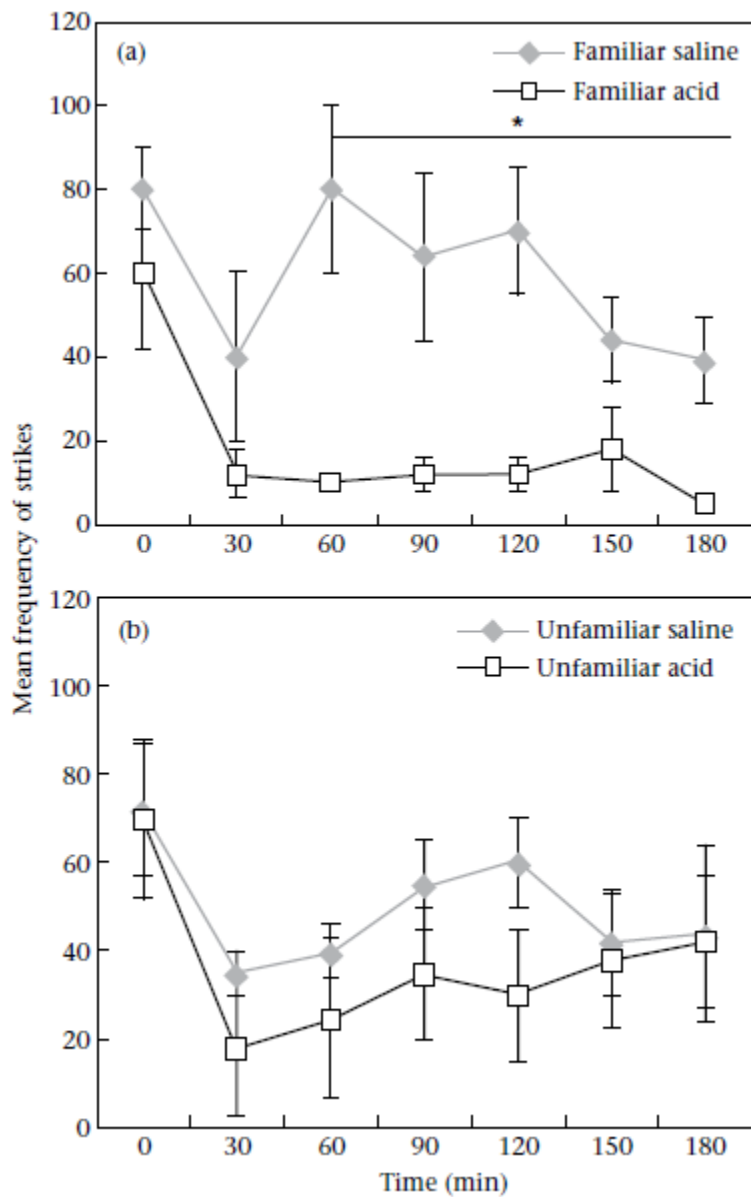 120
(a)
Familiar saline
Familiar acid
100
*
80
60
40
20
0
0 30 60 90 120 150 180
Mean frequency of strikes
120
(b)
Unfamiliar saline
Unfamiliar acid
100
80
60
40
20
0
0 30 60 90 120 150 180
Time (min)